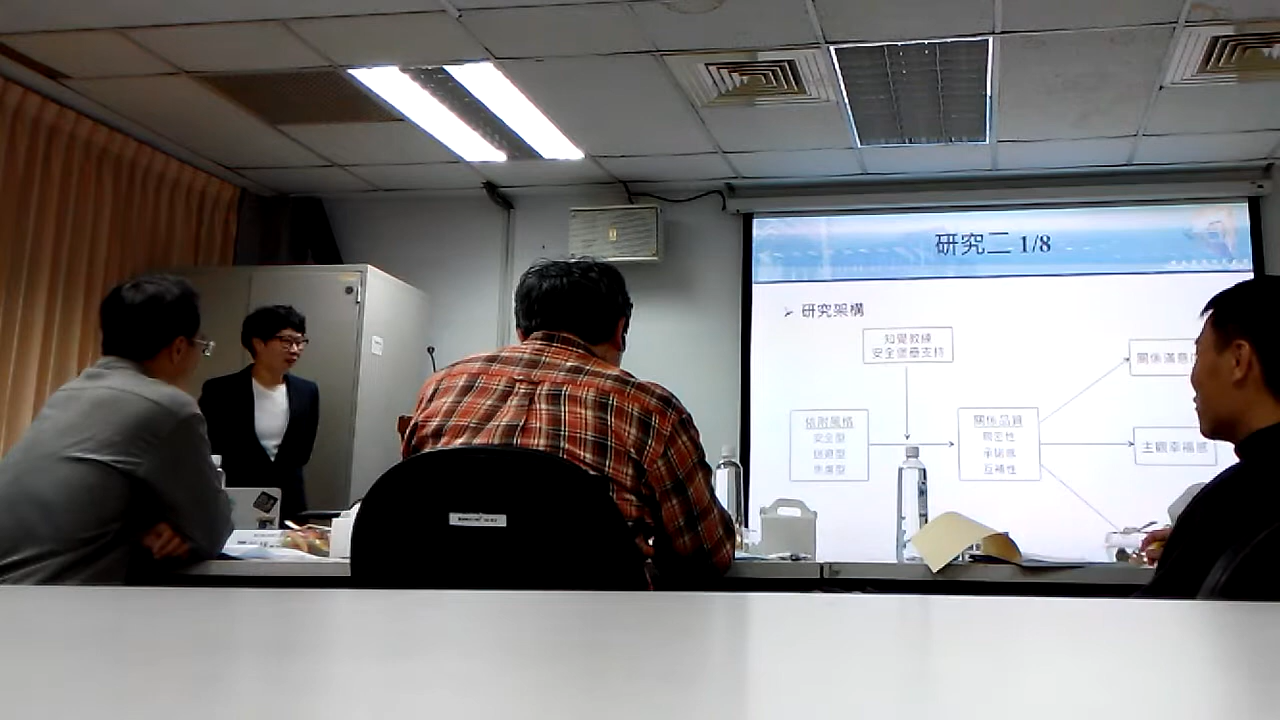 研究二 1/8
➢ 研究架構
知覺教練
安全堡壘支持
關係滿意
依附風格
安全型
逃避型
焦慮型
關係品質
親密性
承諾感
互補性
主觀幸福感